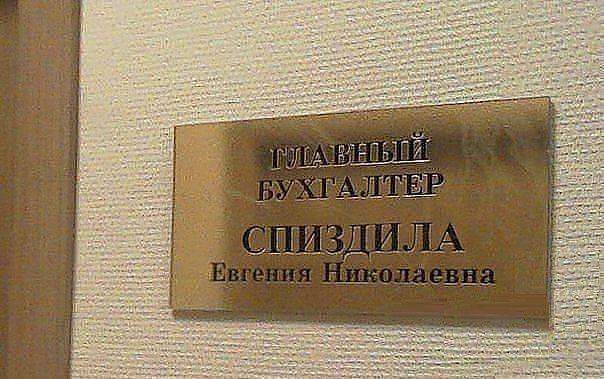 ГЛАВНЫЙ
БУХГАЛТЕР
СПИЗДИЛА
Евгения Николаевна